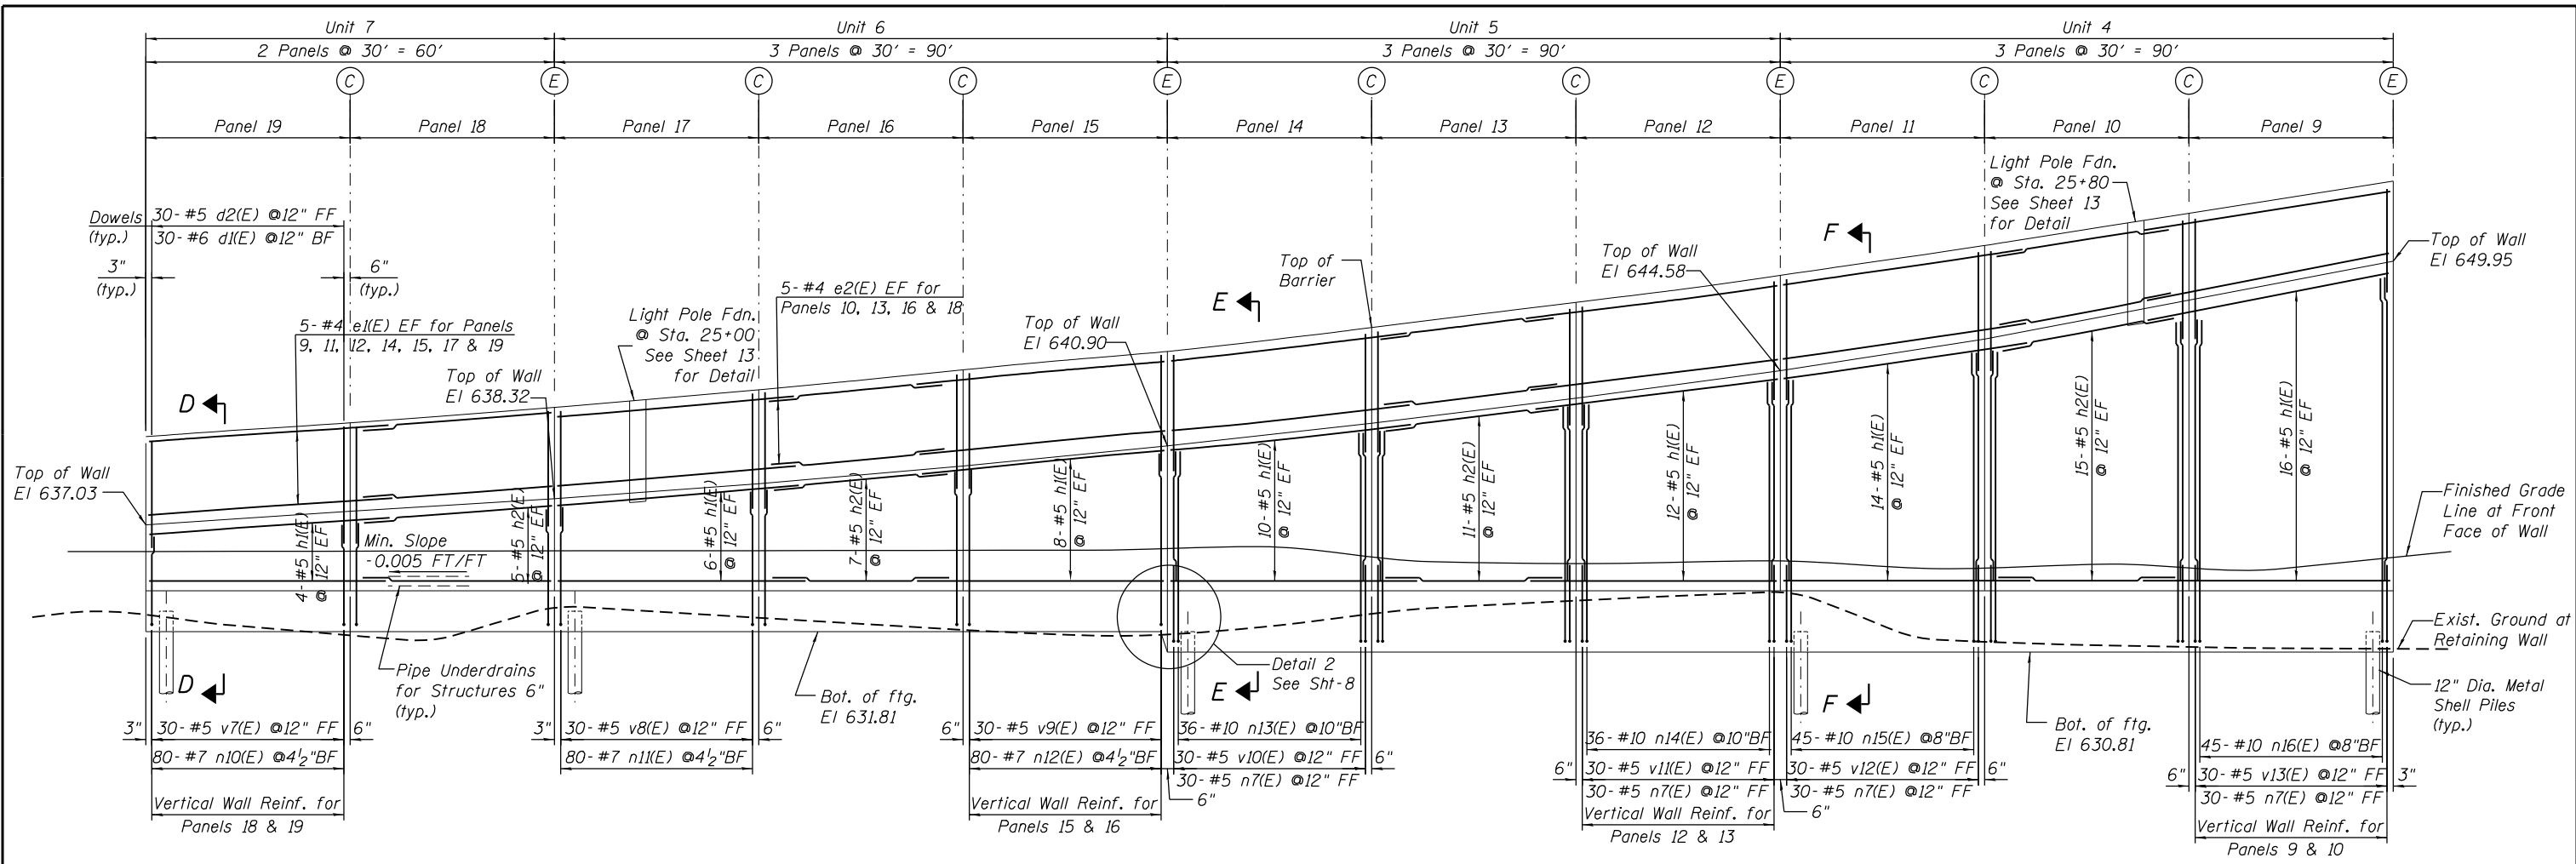 Unit 7
Unit 6
Unit 5
Unit 4
2 Panels @ 30' = 60'
3 Panels @ 30' = 90'
3 Panels @ 30' = 90'
3 Panels @ 30' = 90'
C
E
C
C
E
C
C
E
C
C
E
Panel 19
Panel 18
Panel 17
Panel 16
Panel 15
Panel 14
Panel 13
Panel 12
Panel 11
Panel 10
Panel 9
Dowels
(typ.)
30-#5 d2(E) @12" FF
30-#6 d1(E) @12" BF
3"
(typ.)
6"
(typ.)
5-#4 e1(E) EF for Panels
9, 11, 12, 14, 15, 17 & 19
5-#4 e2(E) EF for
Panels 10, 13, 16 & 18
Light Pole Fdn.
@ Sta. 25+00
See Sheet 13
for Detail
Light Pole Fdn.
@ Sta. 25+80
See Sheet 13
for Detail
Top of Wall
El 637.03
Top of Wall
El 638.32
Top of Wall
El 640.90
Top of
Barrier
Top of Wall
El 644.58
Top of Wall
El 649.95
D
E
F
4-#5 h1(E)
@ 12" EF
5-#5 h2(E)
@ 12" EF
6-#5 h1(E)
@ 12" EF
7-#5 h2(E)
@ 12" EF
8-#5 h1(E)
@ 12" EF
10-#5 h1(E)
@ 12" EF
11-#5 h2(E)
@ 12" EF
12-#5 h1(E)
@ 12" EF
14-#5 h1(E)
@ 12" EF
15-#5 h2(E)
@ 12" EF
16-#5 h1(E)
@ 12" EF
Min. Slope
-0.005 FT/FT
Finished Grade
Line at Front
Face of Wall
Exist. Ground at
Retaining Wall
12" Dia. Metal
Shell Piles
(typ.)
Pipe Underdrains
for Structures 6"
(typ.)
Bot. of ftg.
El 631.81
Detail 2
See Sht-8
Bot. of ftg.
El 630.81
D
E
F
3"
30-#5 v7(E) @12" FF
6"
80-#7 n10(E) @4½"BF
Vertical Wall Reinf. for
Panels 18 & 19
3"
30-#5 v8(E) @12" FF
6"
80-#7 n11(E) @4½"BF
6"
30-#5 v9(E) @12" FF
80-#7 n12(E) @4½"BF
Vertical Wall Reinf. for
Panels 15 & 16
36-#10 n13(E) @10"BF
30-#5 v10(E) @12" FF
6"
30-#5 n7(E) @12" FF
6"
36-#10 n14(E) @10"BF
6"
30-#5 v11(E) @12" FF
30-#5 n7(E) @12" FF
Vertical Wall Reinf. for
Panels 12 & 13
45-#10 n15(E) @8"BF
30-#5 v12(E) @12" FF
6"
30-#5 n7(E) @12" FF
6"
45-#10 n16(E) @8"BF
6"
30-#5 v13(E) @12" FF
3"
30-#5 n7(E) @12" FF
Vertical Wall Reinf. for
Panels 9 & 10